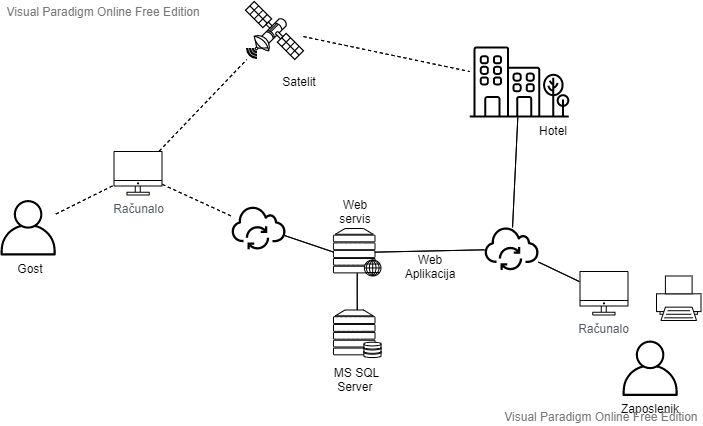 Visual Paradigm Online Free Edition
Satelit
Hotel
Računalo
Web
servis
Gost
Web
Aplikacija
Računalo
MS SQL
Server
Zaposlenik
Visual Paradigm Online Free Edition